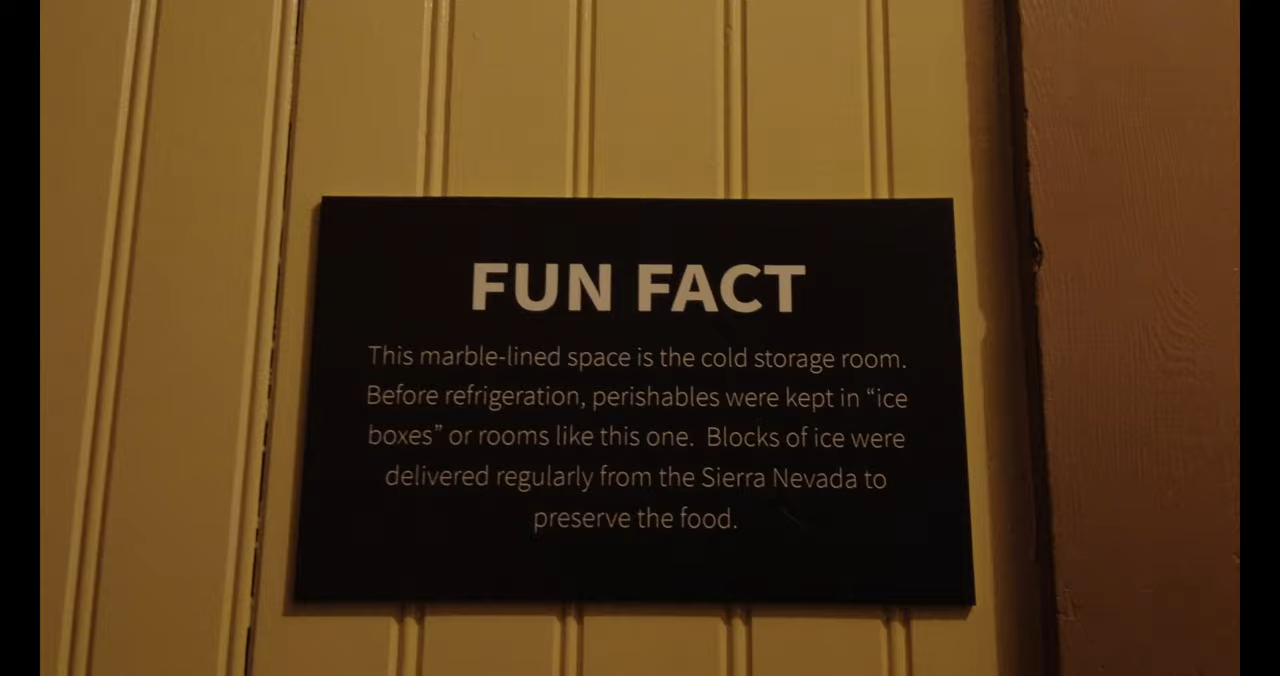 FUN FACT
This marble-lined space is the cold storage room.
Before refrigeration, perishables were kept in “ice
boxes” or rooms like this one.  Blocks of ice were
delivered regularly from the Sierra Nevada to
preserve the food.